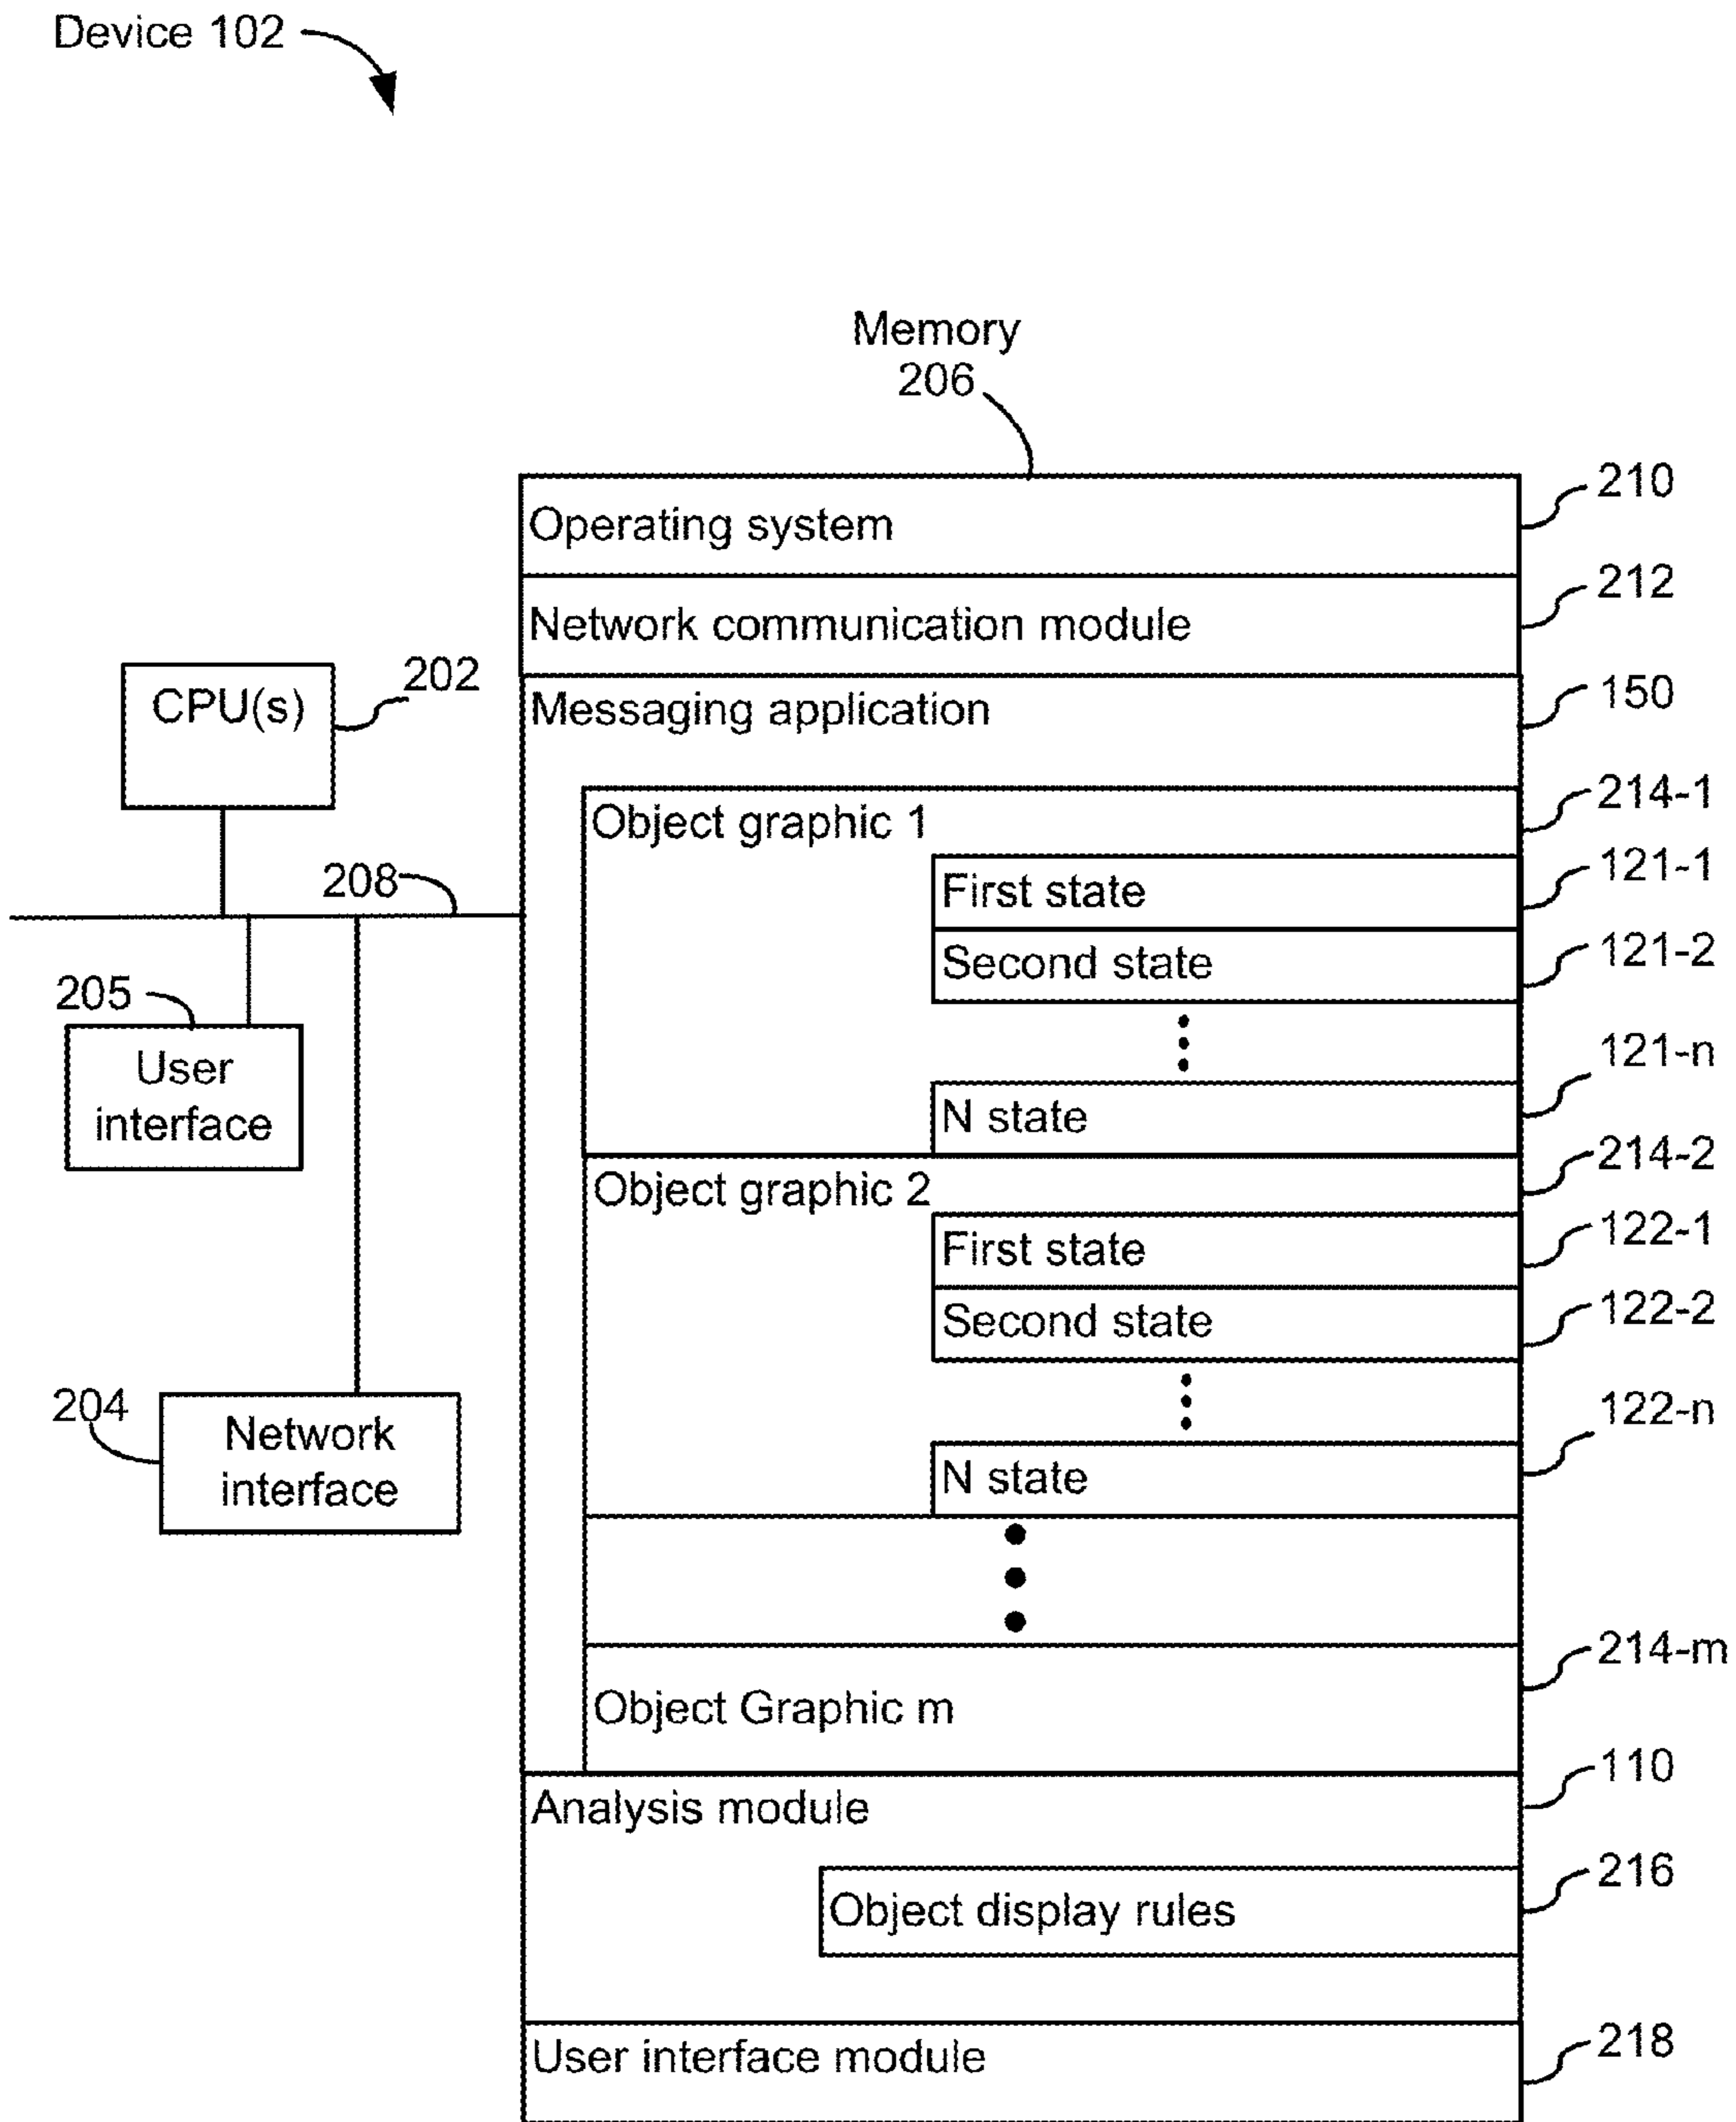 Device 102
Memory
206
Operating system
210
Network communication module
212
CPU(s)
202
Messaging application
150
Object graphic 1
214-1
First state
121-1
208
Second state
121-2
205
User
interface
N state
121-n
Object graphic 2
214-2
First state
122-1
Second state
122-2
204
Network
interface
N state
122-n
Object Graphic m
214-m
Analysis module
110
Object display rules
216
User interface module
218